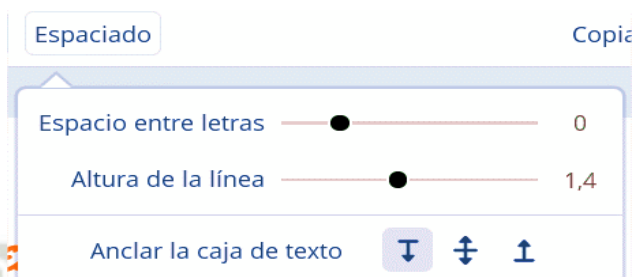 Espaciado Copia
Espacio entre letras 0
Altura de la línea 1,4
Anclar la caja de texto